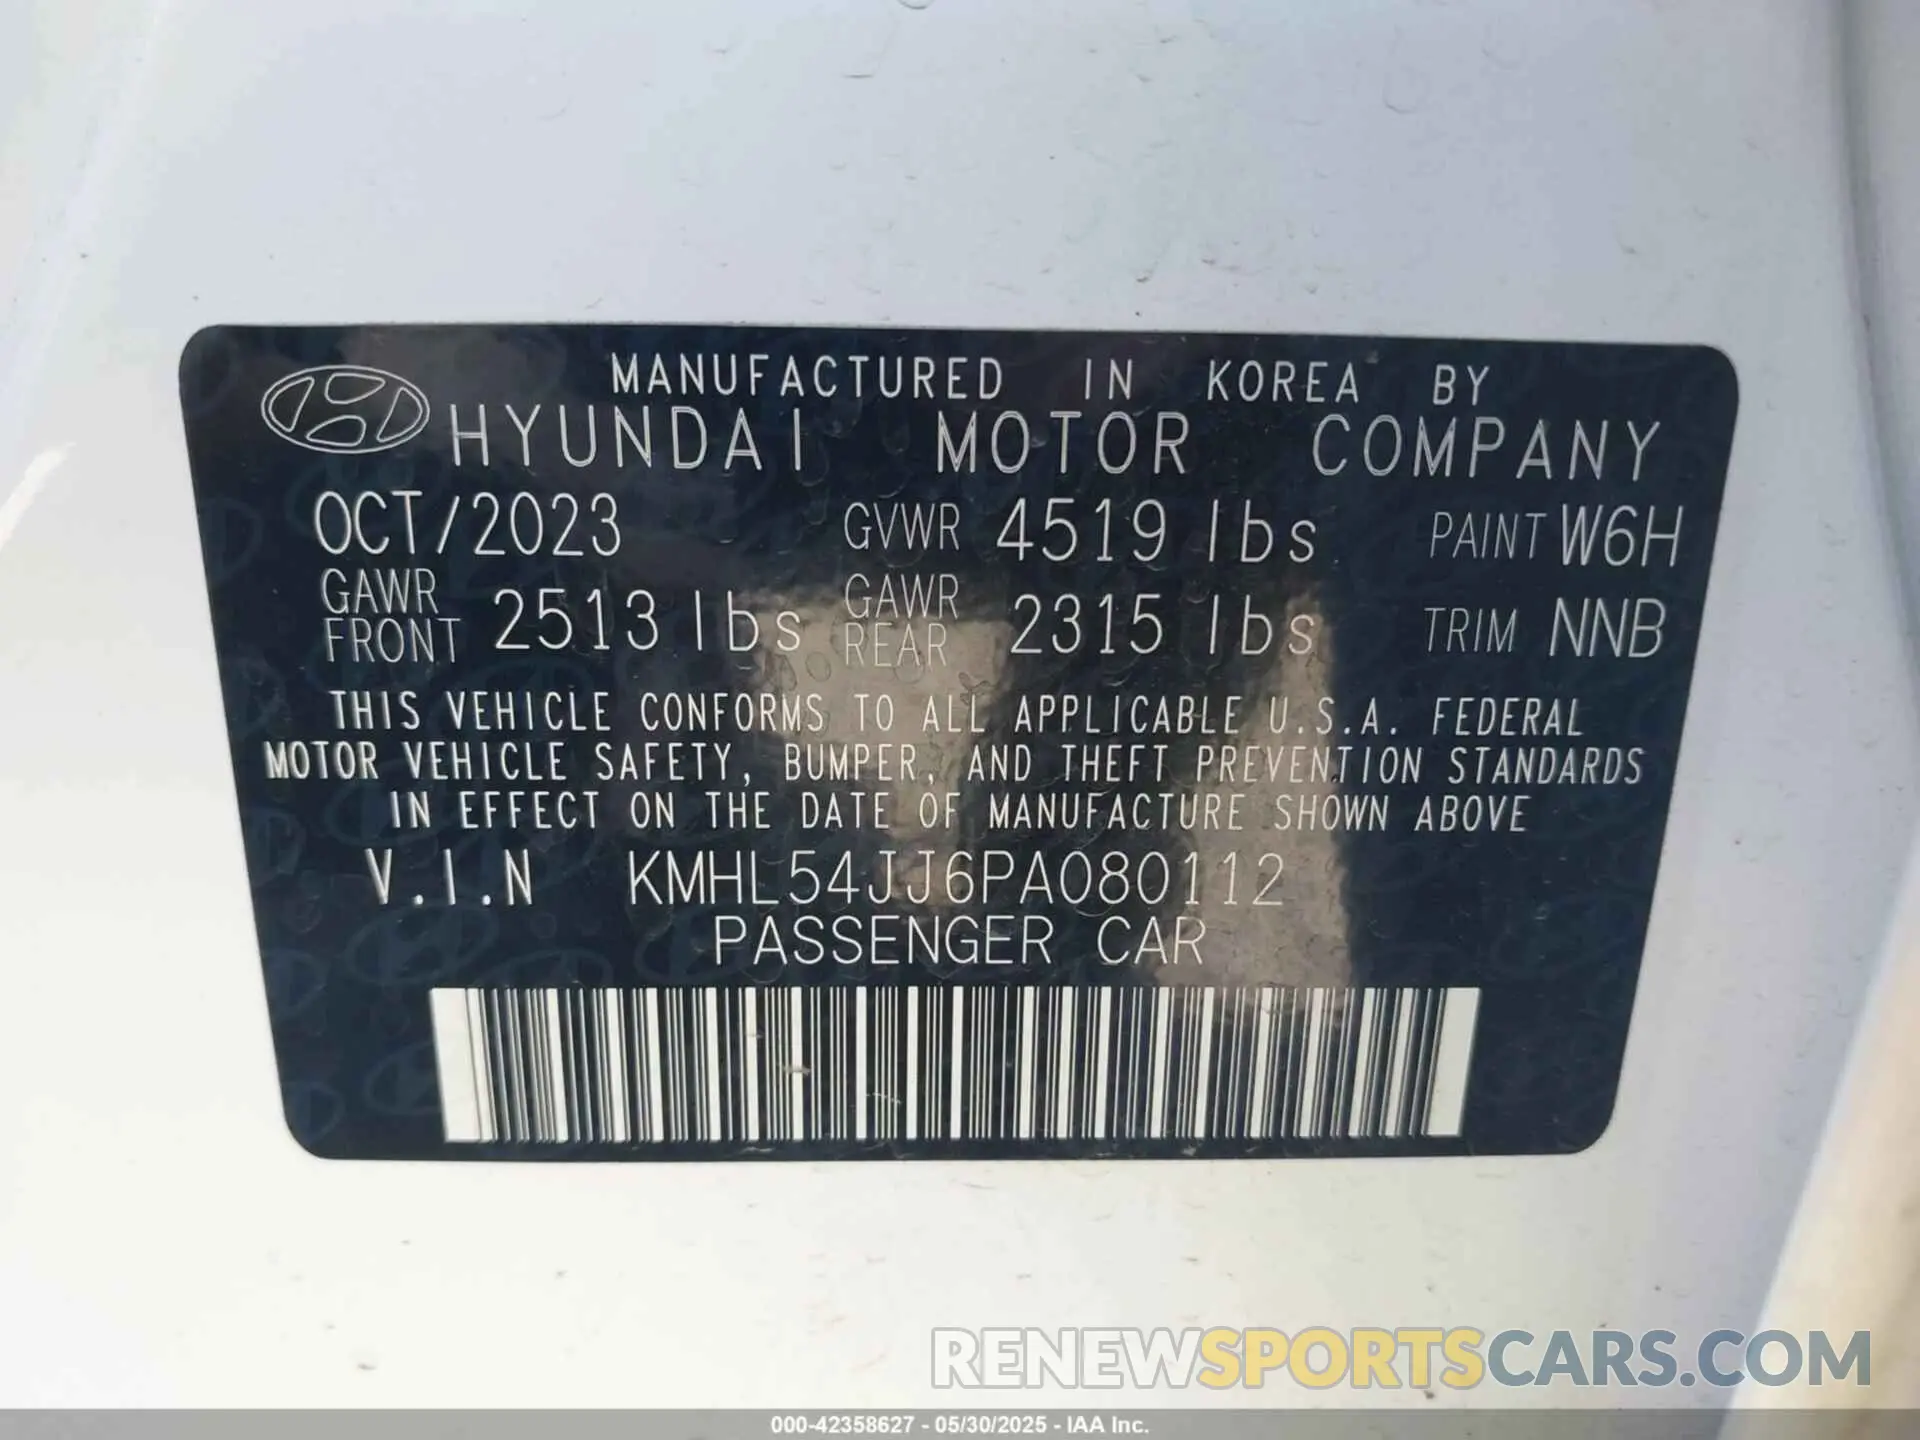 MANUFACTURED IN KOREA BY
HYUNDAI MOTOR COMPANY
OCT/2023 GVWR 4519 lbs PAINT W6H
GAWR FRONT 2513 lbs GAWR REAR 2315 lbs TRIM NNB
THIS VEHICLE CONFORMS TO ALL APPLICABLE U.S.A. FEDERAL
MOTOR VEHICLE SAFETY, BUMPER, AND THEFT PREVENTION STANDARDS
IN EFFECT ON THE DATE OF MANUFACTURE SHOWN ABOVE
V.I.N KMHL54JJ6PA080112
PASSENGER CAR
RENEWSPORTSCARS.COM
000-42358627 - 05/30/2025 - IAA Inc.